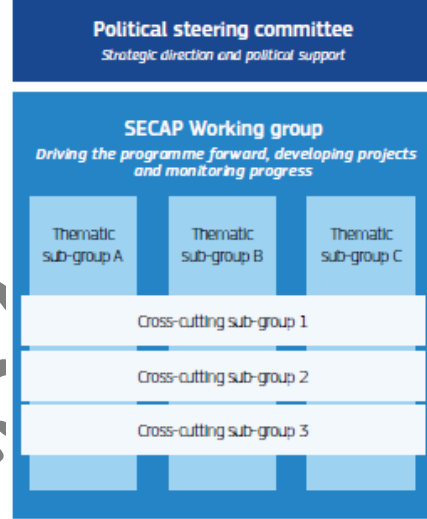 Political steering committee
Strategic direction and political support
SECAP Working group
Driving the programme forward, developing projects
and monitoring progress
Thematic
sub-group A
Thematic
sub-group B
Thematic
sub-group C
Cross-cutting sub-group 1
Cross-cutting sub-group 2
Cross-cutting sub-group 3